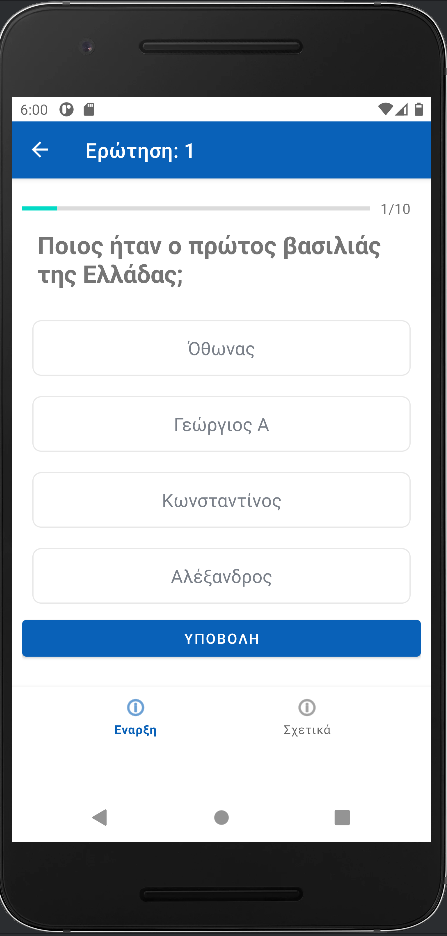 6:00
Ερώτηση: 1
1/10
Ποιος ήταν ο πρώτος βασιλιάς
της Ελλάδας;
Όθωνας
Γεώργιος Α
Κωνσταντίνος
Αλέξανδρος
ΥΠΟΒΟΛΗ
Εναρξη
Σχετικά